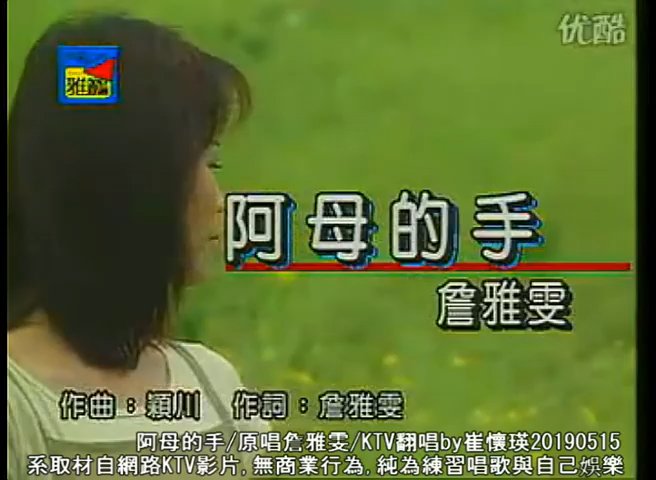 优酷
雅
阿母的手
詹雅雯
作曲：穎川 作詞：詹雅雯
阿母的手/原唱詹雅雯/KTV翻唱by崔懷瑛20190515
系取材自網路KTV影片, 無商業行為, 純為練習唱歌與自己娛樂